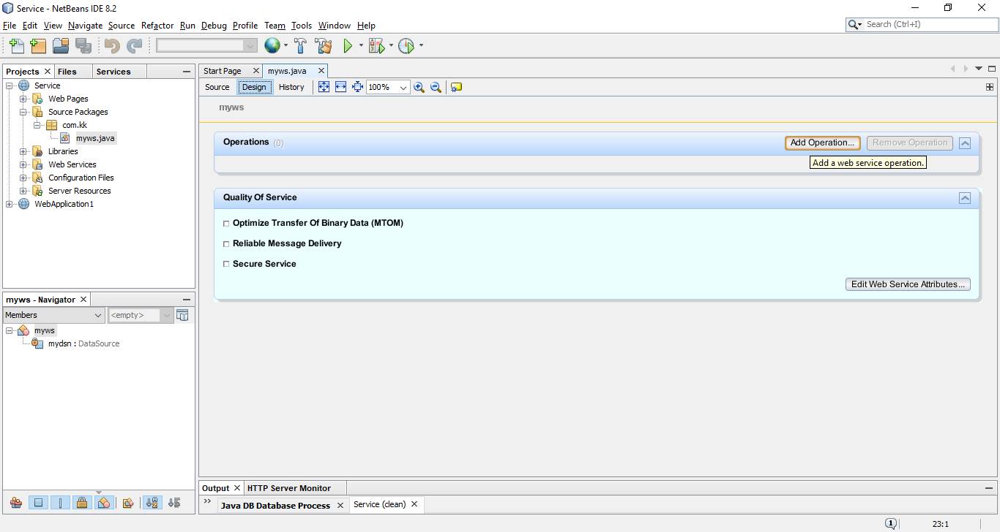 Service - NetBeans IDE 8.2
File Edit View Navigate Source Refactor Run Debug Profile Team Tools Window Help
Search (Ctrl+I)
Projects Files Services
Service
Web Pages
Source Packages
com.kk
myws.java
Libraries
Web Services
Configuration Files
Server Resources
WebApplication1
myws - Navigator
Members <empty>
myws
mydsn : DataSource
Start Page myws.java
Source Design History 100%
myws
Operations (0) Add Operation... Remove Operation
Add a web service operation.
Quality Of Service
Optimize Transfer Of Binary Data (MTOM)
Reliable Message Delivery
Secure Service
Edit Web Service Attributes...
Output HTTP Server Monitor
Java DB Database Process Service (clean)
1 23:1